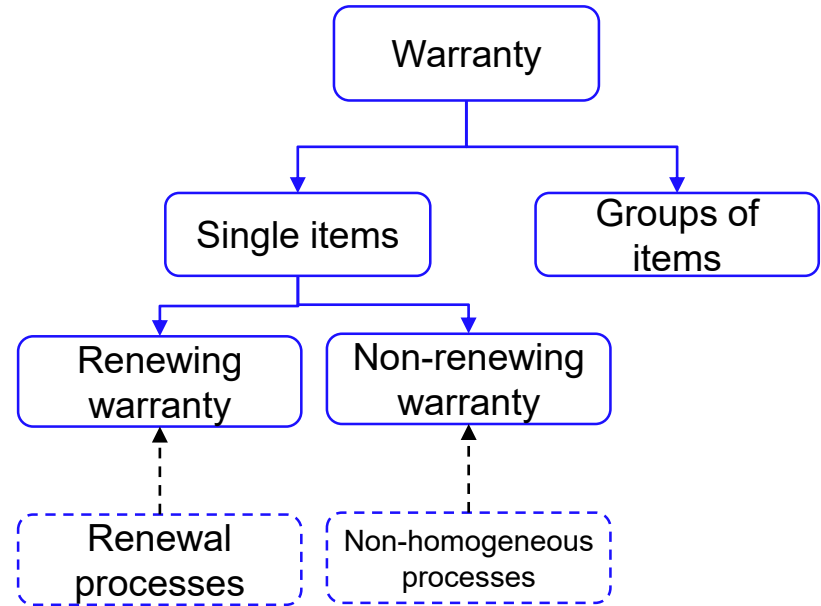 Warranty
Single items
Groups of
items
Renewing
warranty
Non-renewing
warranty
Renewal
processes
Non-homogeneous
processes